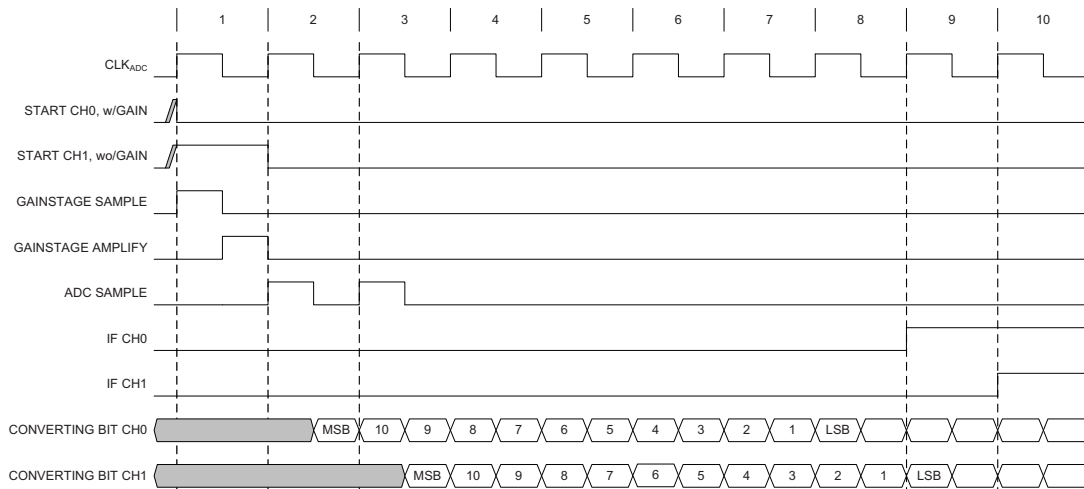 1 2 3 4 5 6 7 8 9 10
CLKADC
START CH0, w/GAIN
START CH1, wo/GAIN
GAINSTAGE SAMPLE
GAINSTAGE AMPLIFY
ADC SAMPLE
IF CH0
IF CH1
CONVERTING BIT CH0 MSB 10 9 8 7 6 5 4 3 2 1 LSB
CONVERTING BIT CH1 MSB 10 9 8 7 6 5 4 3 2 1 LSB